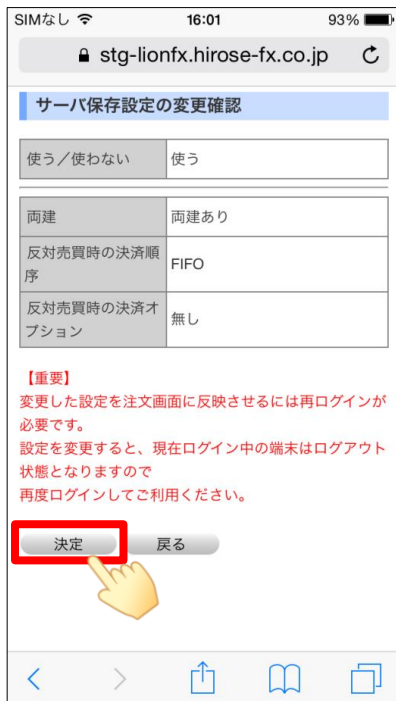 SIMなし 16:01 93%
stg-lionfx.hirose-fx.co.jp
サーバ保存設定の変更確認
使う／使わない 使う
両建 両建あり
反対売買時の決済順
序 FIFO
反対売買時の決済オ
プション 無し
【重要】
変更した設定を注文画面に反映させるには再ログインが
必要です。
設定を変更すると、現在ログイン中の端末はログアウト
状態となりますので
再度ログインしてご利用ください。
決定 戻る